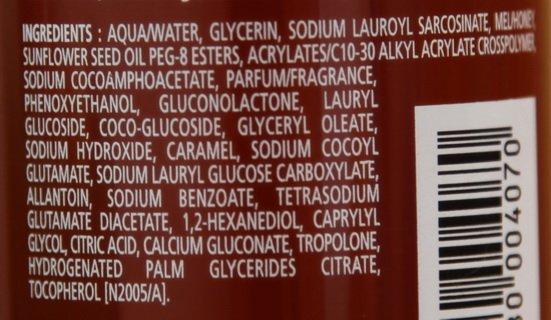 INGREDIENTS : AQUA/WATER, GLYCERIN, SODIUM LAUROYL SARCOSINATE, MEL/HONEY,
SUNFLOWER SEED OIL PEG-8 ESTERS, ACRYLATES/C10-30 ALKYL ACRYLATE CROSSPOLYMER,
SODIUM COCOAMPHOACETATE, PARFUM/FRAGRANCE,
PHENOXYETHANOL, GLUCONOLACTONE, LAURYL
GLUCOSIDE, COCO-GLUCOSIDE, GLYCERYL OLEATE,
SODIUM HYDROXIDE, CARAMEL, SODIUM COCOYL
GLUTAMATE, SODIUM LAURYL GLUCOSE CARBOXYLATE,
ALLANTOIN, SODIUM BENZOATE, TETRASODIUM
GLUTAMATE DIACETATE, 1,2-HEXANEDIOL, CAPRYLYL
GLYCOL, CITRIC ACID, CALCIUM GLUCONATE, TROPOLONE,
HYDROGENATED PALM GLYCERIDES CITRATE,
TOCOPHEROL [N2005/A].
0004070